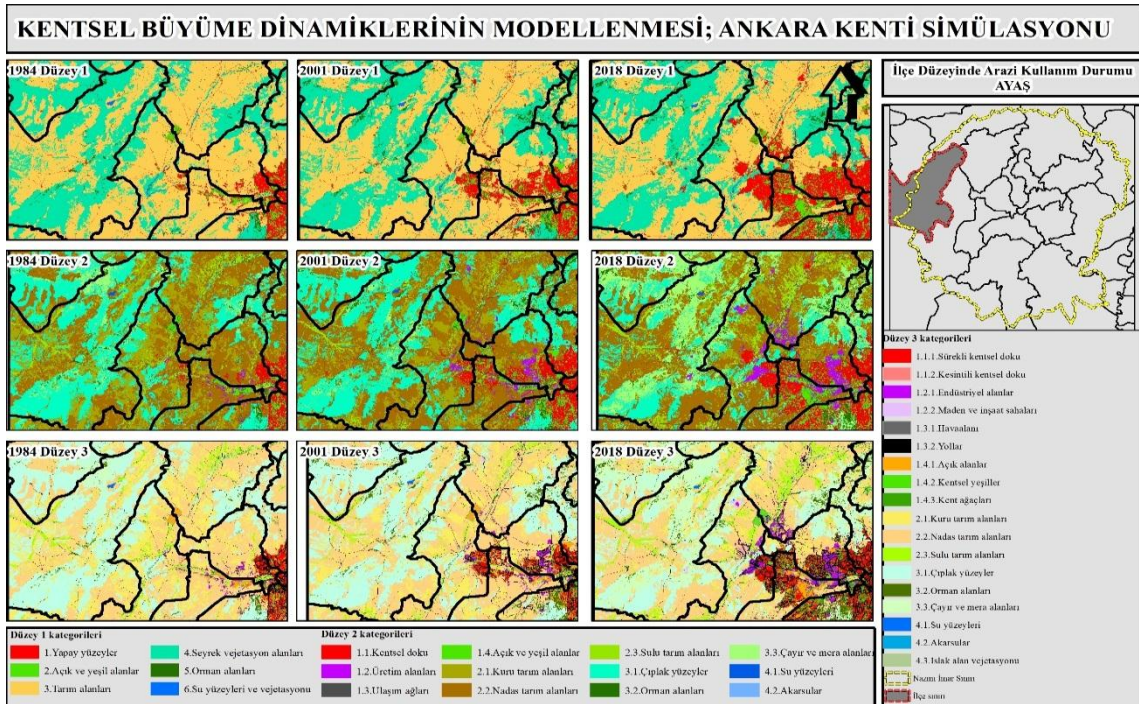 KENTSEL BÜYÜME DİNAMİKLERİNİN MODELLENMESİ; ANKARA KENTİ SİMÜLASYONU
1984 Düzey 1
2001 Düzey 1
2018 Düzey 1
1984 Düzey 2
2001 Düzey 2
2018 Düzey 2
1984 Düzey 3
2001 Düzey 3
2018 Düzey 3
İlçe Düzeyinde Arazi Kullanım Durumu
AYAŞ
Düzey 3 kategorileri
1.1.1.Sürekli kentsel doku
1.1.2.Kesintili kentsel doku
1.2.1.Endüstriyel alanlar
1.2.2.Maden ve inşaat sahaları
1.3.1.Havaalanı
1.3.2.Yollar
1.4.1.Açık alanlar
1.4.2.Kentsel yeşiller
1.4.3.Kent ağaçları
2.1.Kuru tarım alanları
2.2.Nadas tarım alanları
2.3.Sulu tarım alanları
3.1.Çıplak yüzeyler
3.2.Orman alanları
3.3.Çayır ve mera alanları
4.1.Su yüzeyleri
4.2.Akarsular
4.3.Islak alan vejetasyonu
Nazım İmar Sınırı
İlçe sınırı
Düzey 1 kategorileri
1.Yapay yüzeyler
2.Açık ve yeşil alanlar
3.Tarım alanları
4.Seyrek vejetasyon alanları
5.Orman alanları
6.Su yüzeyleri ve vejetasyonu
Düzey 2 kategorileri
1.1.Kentsel doku
1.2.Üretim alanları
1.3.Ulaşım ağları
1.4.Açık ve yeşil alanlar
2.1.Kuru tarım alanları
2.2.Nadas tarım alanları
2.3.Sulu tarım alanları
3.1.Çıplak yüzeyler
3.2.Orman alanları
3.3.Çayır ve mera alanları
4.1.Su yüzeyleri
4.2.Akarsular